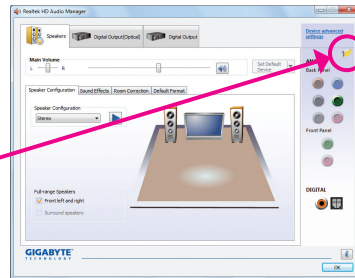 Realtek HD Audio Manager
Speakers
Digital Output(Optical)
Digital Output
Device advanced
settings
Main Volume
L
R
Set Default
Device
Speaker Configuration
Sound Effects
Room Correction
Default Format
Speaker Configuration
Stereo
Full-range Speakers
Front left and right
Surround speakers
Back Panel
Front Panel
DIGITAL
GIGABYTE
TECHNOLOGY
OK